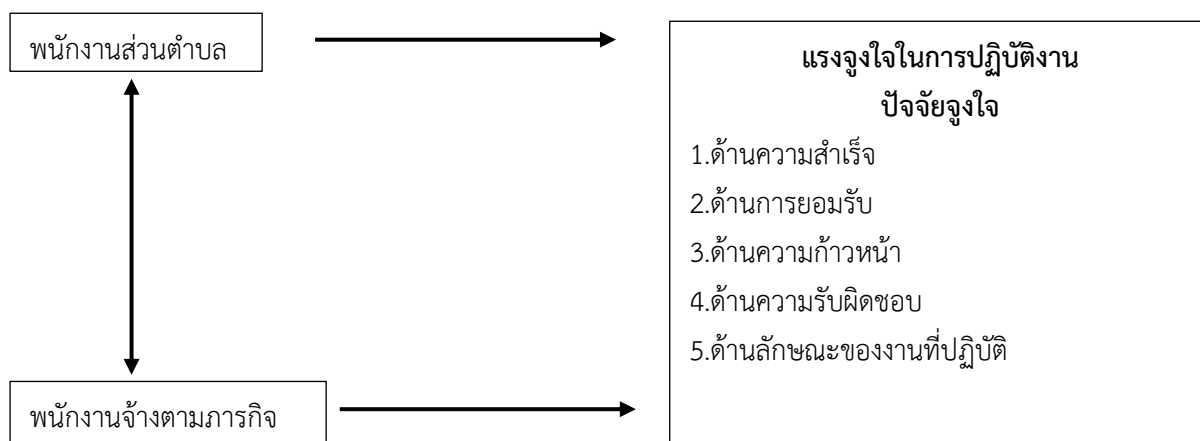 พนักงานส่วนตำบล
แรงจูงใจในการปฏิบัติงาน
ปัจจัยจูงใจ
1.ด้านความสำเร็จ
2.ด้านการยอมรับ
3.ด้านความก้าวหน้า
4.ด้านความรับผิดชอบ
5.ด้านลักษณะของงานที่ปฏิบัติ
พนักงานจ้างตามภารกิจ